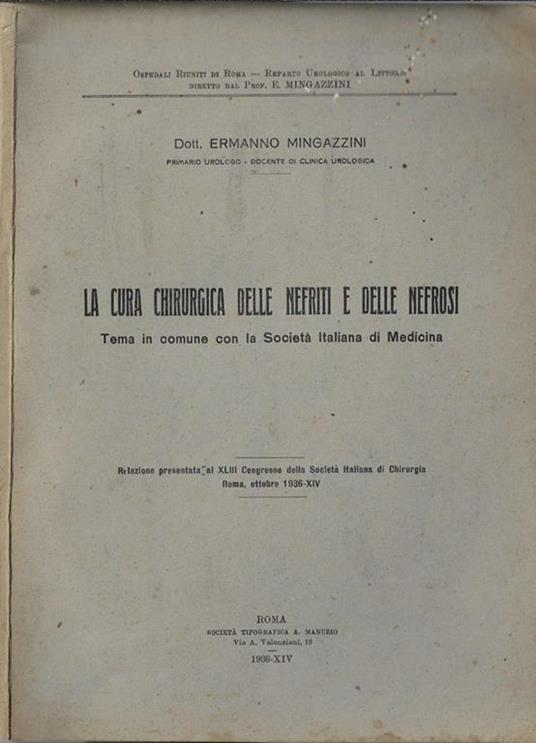 OSPEDALI RIUNITI DI ROMA — REPARTO UROLOGICO AL LITTORIO
DIRETTO DAL PROF. E. MINGAZZINI
Dott. ERMANNO MINGAZZINI
PRIMARIO UROLOGO - DOCENTE DI CLINICA UROLOGICA
LA CURA CHIRURGICA DELLE NEFRITI E DELLE NEFROSI
Tema in comune con la Società Italiana di Medicina
Relazione presentata al XLIII Congresso della Società Italiana di Chirurgia
Roma, ottobre 1936-XIV
ROMA
SOCIETÀ TIPOGRAFICA A. MANUZIO
Via A. Valenziani, 16
1936-XIV